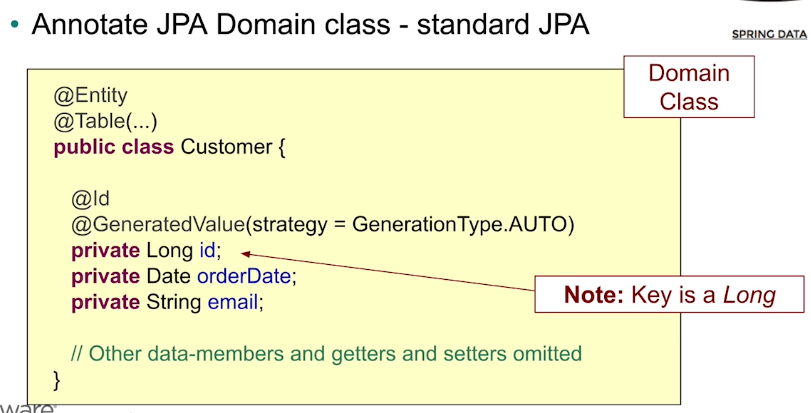 • Annotate JPA Domain class - standard JPA
SPRING DATA
Domain
Class
@Entity
@Table(...)
public class Customer {
@Id
@GeneratedValue(strategy = GenerationType.AUTO)
private Long id;
private Date orderDate;
private String email;
Note: Key is a Long
// Other data-members and getters and setters omitted
}